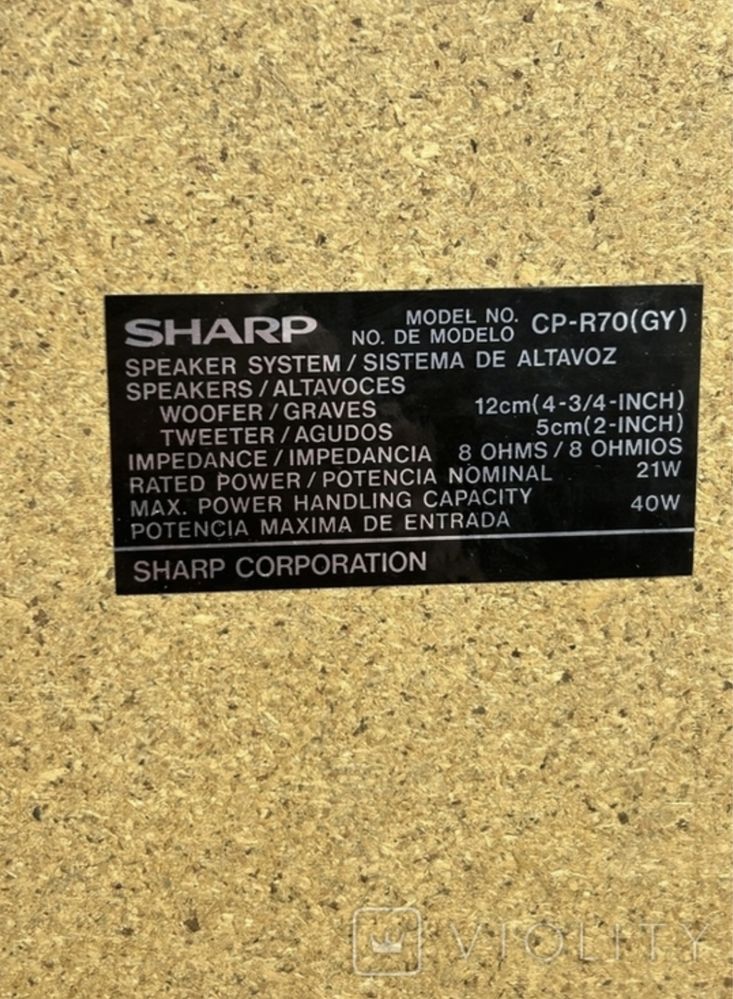 SHARP
MODEL NO.
NO. DE MODELO CP-R70(GY)
SPEAKER SYSTEM / SISTEMA DE ALTAVOZ
SPEAKERS / ALTAVOCES
WOOFER / GRAVES 12cm(4-3/4-INCH)
TWEETER / AGUDOS 5cm(2-INCH)
IMPEDANCE / IMPEDANCIA 8 OHMS / 8 OHMIOS
RATED POWER / POTENCIA NOMINAL 21W
MAX. POWER HANDLING CAPACITY 40W
POTENCIA MAXIMA DE ENTRADA
SHARP CORPORATION
VIOLITY